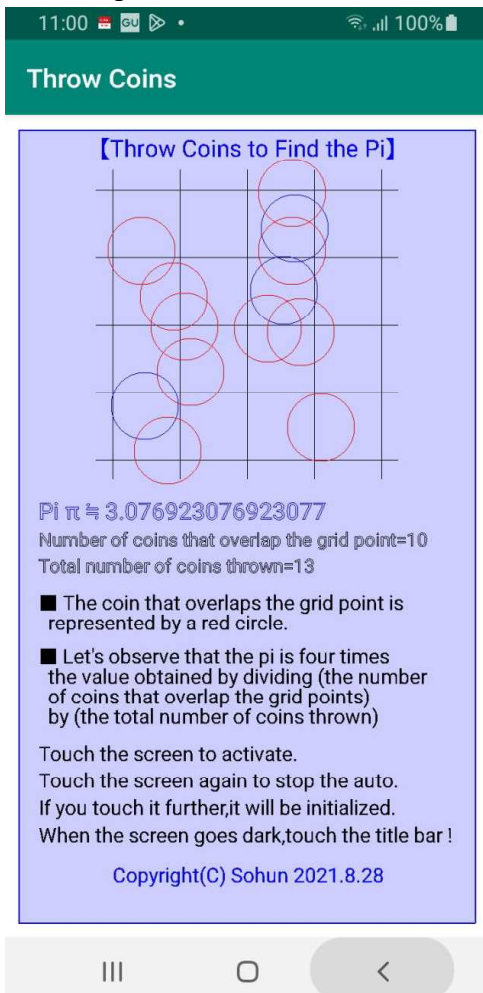 11:00 GU 100%
Throw Coins
【Throw Coins to Find the Pi】
Pi π ≒ 3.076923076923077
Number of coins that overlap the grid point=10
Total number of coins thrown=13
■ The coin that overlaps the grid point is
represented by a red circle.
■ Let's observe that the pi is four times
the value obtained by dividing (the number
of coins that overlap the grid points)
by (the total number of coins thrown)
Touch the screen to activate.
Touch the screen again to stop the auto.
If you touch it further,it will be initialized.
When the screen goes dark,touch the title bar !
Copyright(C) Sohun 2021.8.28